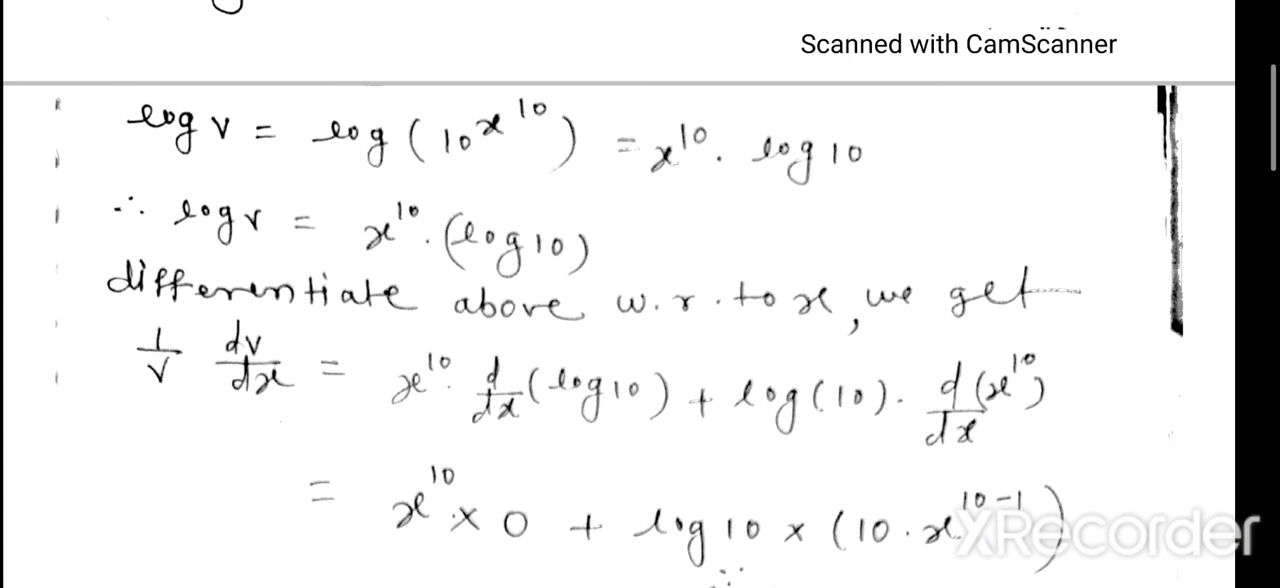 Scanned with CamScanner
log v = log (10^x^10) = x^10 . log 10
∴ log v = x^10 . (log 10)
differentiate above w.r. to x, we get
1/v dv/dx = x^10 . d/dx (log 10) + log (10) . d/dx (x^10)
= x^10 × 0 + log 10 × (10 . x^10-1)
XRecorder